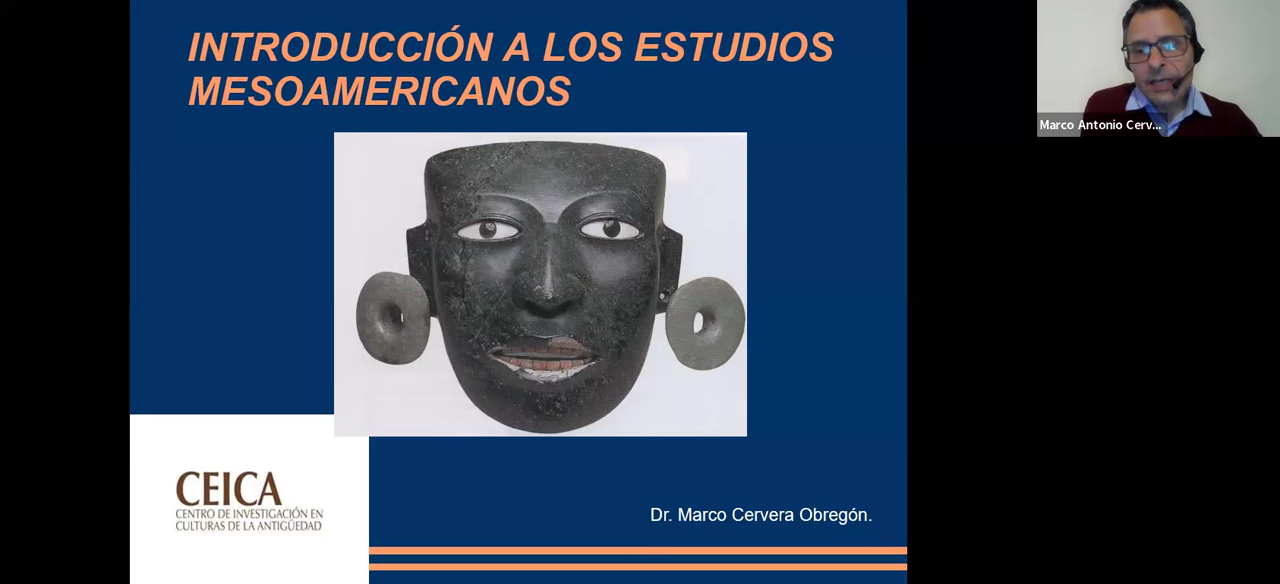 INTRODUCCIÓN A LOS ESTUDIOS
MESOAMERICANOS
Marco Antonio Cerv...
CEICA
CENTRO DE INVESTIGACIÓN EN
CULTURAS DE LA ANTIGÜEDAD
Dr. Marco Cervera Obregón.